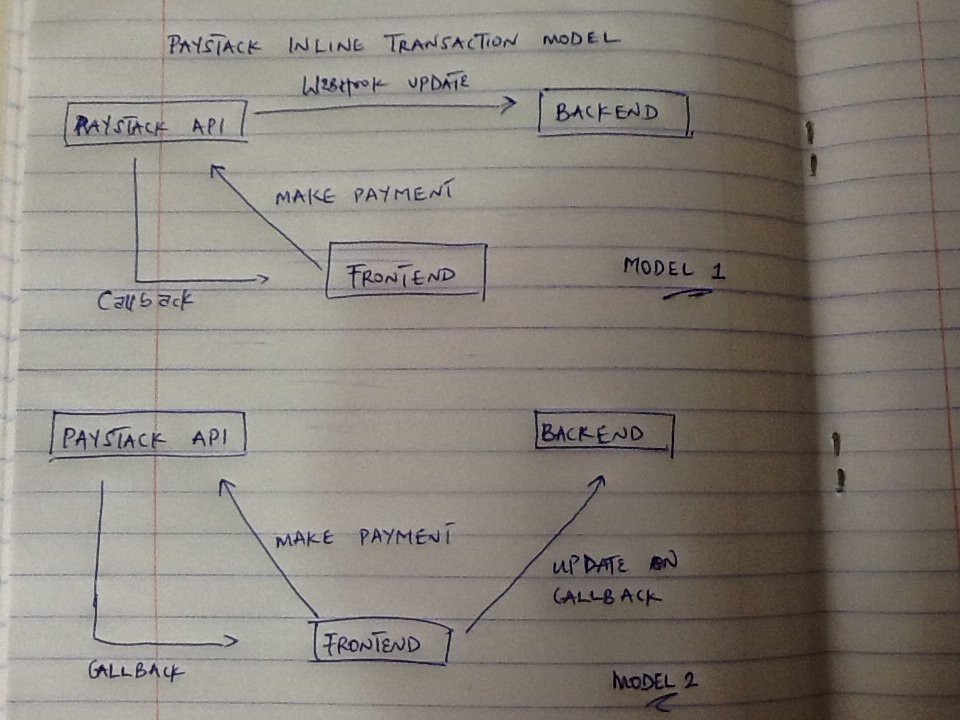 PAYSTACK INLINE TRANSACTION MODEL
WEBHOOK UPDATE
PAYSTACK API
BACKEND
MAKE PAYMENT
FRONTEND
MODEL 1
Callback
PAYSTACK API
BACKEND
MAKE PAYMENT
UPDATE ON
CALLBACK
FRONTEND
CALLBACK
MODEL 2